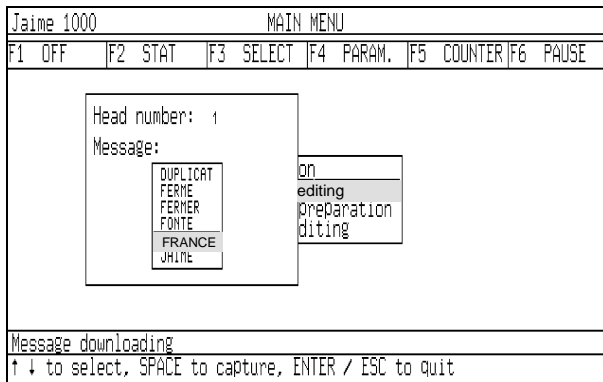 Jaime 1000 MAIN MENU
F1 OFF F2 STAT F3 SELECT F4 PARAM. F5 COUNTER F6 PAUSE
Head number: 1
Message:
DUPLICAT
FERME
FERMER
FONTE
FRANCE
JAIME
on
editing
preparation
diting
Message downloading
↑ ↓ to select, SPACE to capture, ENTER / ESC to quit